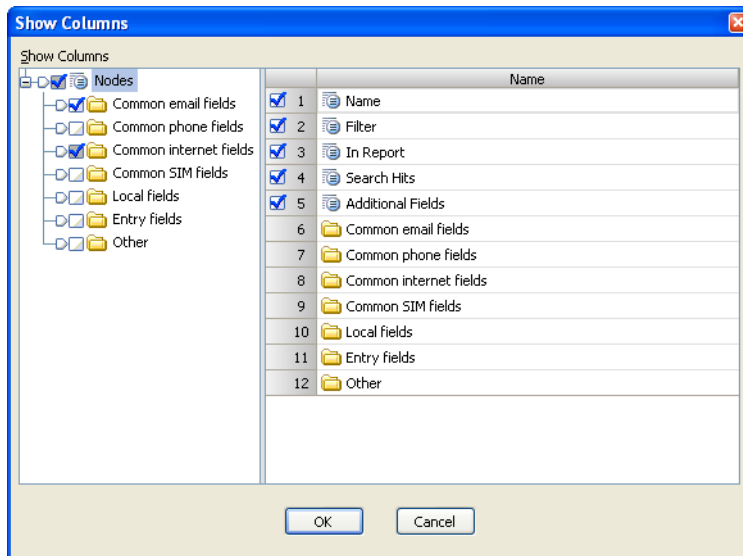 Show Columns
Show Columns
Nodes
Common email fields
Common phone fields
Common internet fields
Common SIM fields
Local fields
Entry fields
Other
Name
1 Name
2 Filter
3 In Report
4 Search Hits
5 Additional Fields
6 Common email fields
7 Common phone fields
8 Common internet fields
9 Common SIM fields
10 Local fields
11 Entry fields
12 Other
OK Cancel